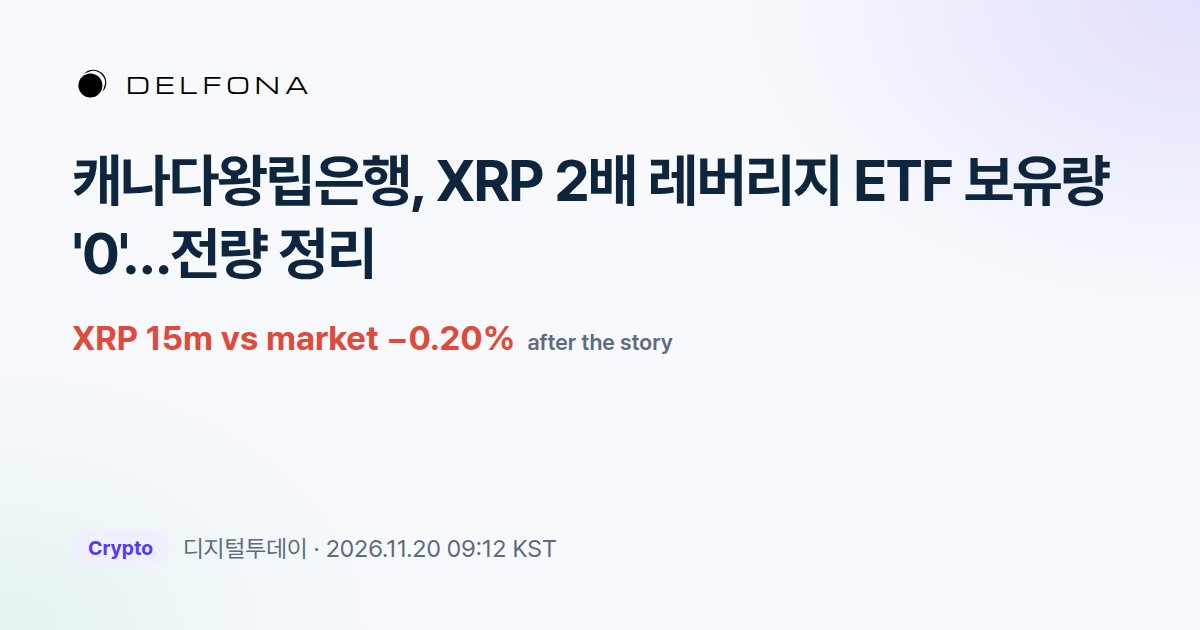 DELFONA
캐나다왕립은행, XRP 2배 레버리지 ETF 보유량
'0'…전량 정리
XRP 15m vs market −0.20% after the story
Crypto 디지털투데이 · 2026.11.20 09:12 KST